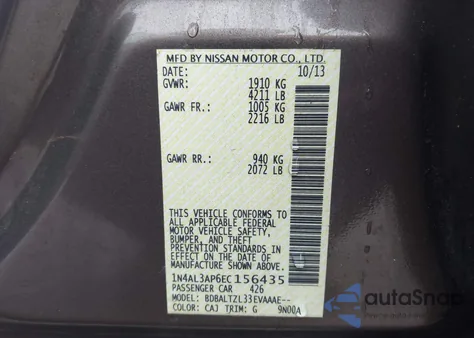 MFD BY NISSAN MOTOR CO., LTD.
DATE: 10/13
GVWR: 1910 KG
4211 LB
GAWR FR: 1005 KG
2216 LB
GAWR RR: 940 KG
2072 LB
THIS VEHICLE CONFORMS TO
ALL APPLICABLE FEDERAL
MOTOR VEHICLE SAFETY,
BUMPER, AND THEFT
PREVENTION STANDARDS IN
EFFECT ON THE DATE OF
MANUFACTURE SHOWN ABOVE.
1N4AL3AP6EC156435
PASSENGER CAR 426
MODEL: BDBALTZL33EVAAAE--
COLOR: CAJ TRIM: G 9N00A
autoSnap